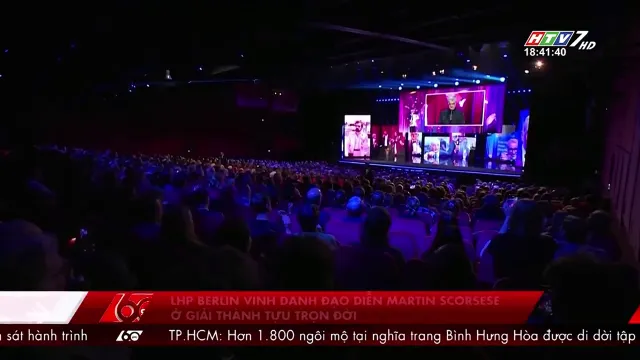 HTV7 HD
18:41:40
LHP BERLIN VINH DANH ĐẠO DIỄN MARTIN SCORSESE
Ở GIẢI THÀNH TỰU TRỌN ĐỜI
n sát hành trình 60 TP.HCM: Hơn 1.800 ngôi mộ tại nghĩa trang Bình Hưng Hòa được di dời tập